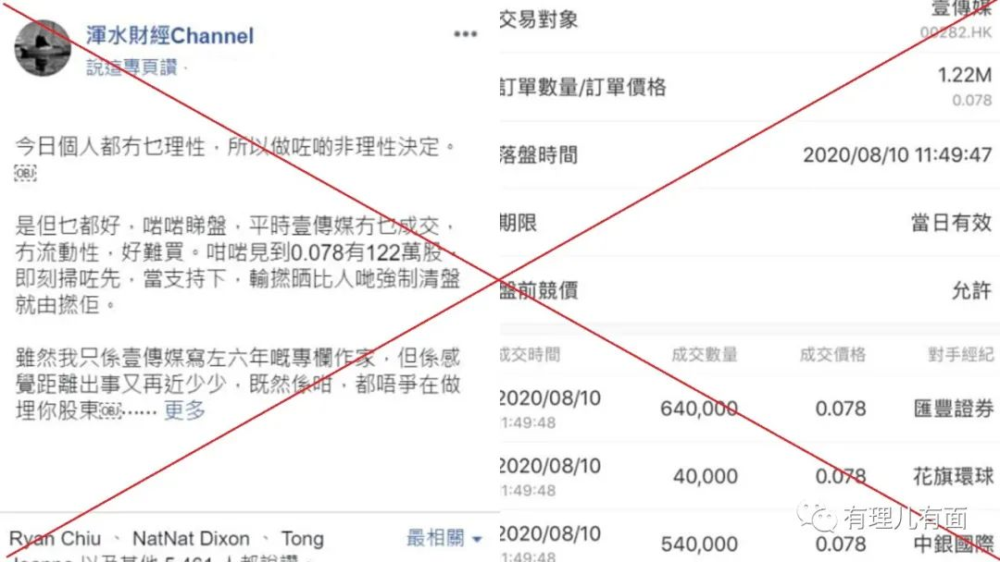 渾水財經Channel
說這專頁讚·
今日個人都冇乜理性，所以做咗啲非理性決定。
OBJ
是但乜都好，啱啱睇盤，平時壹傳媒冇乜成交，
冇流動性，好難買。咁啱見到0.078有122萬股，
即刻掃咗先，當支持下，輸撚晒比人哋強制清盤
就由撚佢。
雖然我只係壹傳媒寫左六年嘅專欄作家，但係感
覺距離出事又再近少少，既然係咁，都唔爭在做
埋你股東OBJ…… 更多
Ryan Chiu 、 NatNat Dixon 、 Tong
最相關
以及其他 5,461 人都說讚。
交易對象
壹傳媒
00282.HK
訂單數量/訂單價格
1.22M
0.078
落盤時間
2020/08/10 11:49:47
期限
當日有效
盤前競價
允許
成交時間 成交數量 成交價格 對手經紀
2020/08/10 640,000 0.078 匯豐證券
11:49:48
2020/08/10 40,000 0.078 花旗環球
11:49:48
2020/08/10 540,000 0.078 中銀國際
11:49:48
有理儿有面